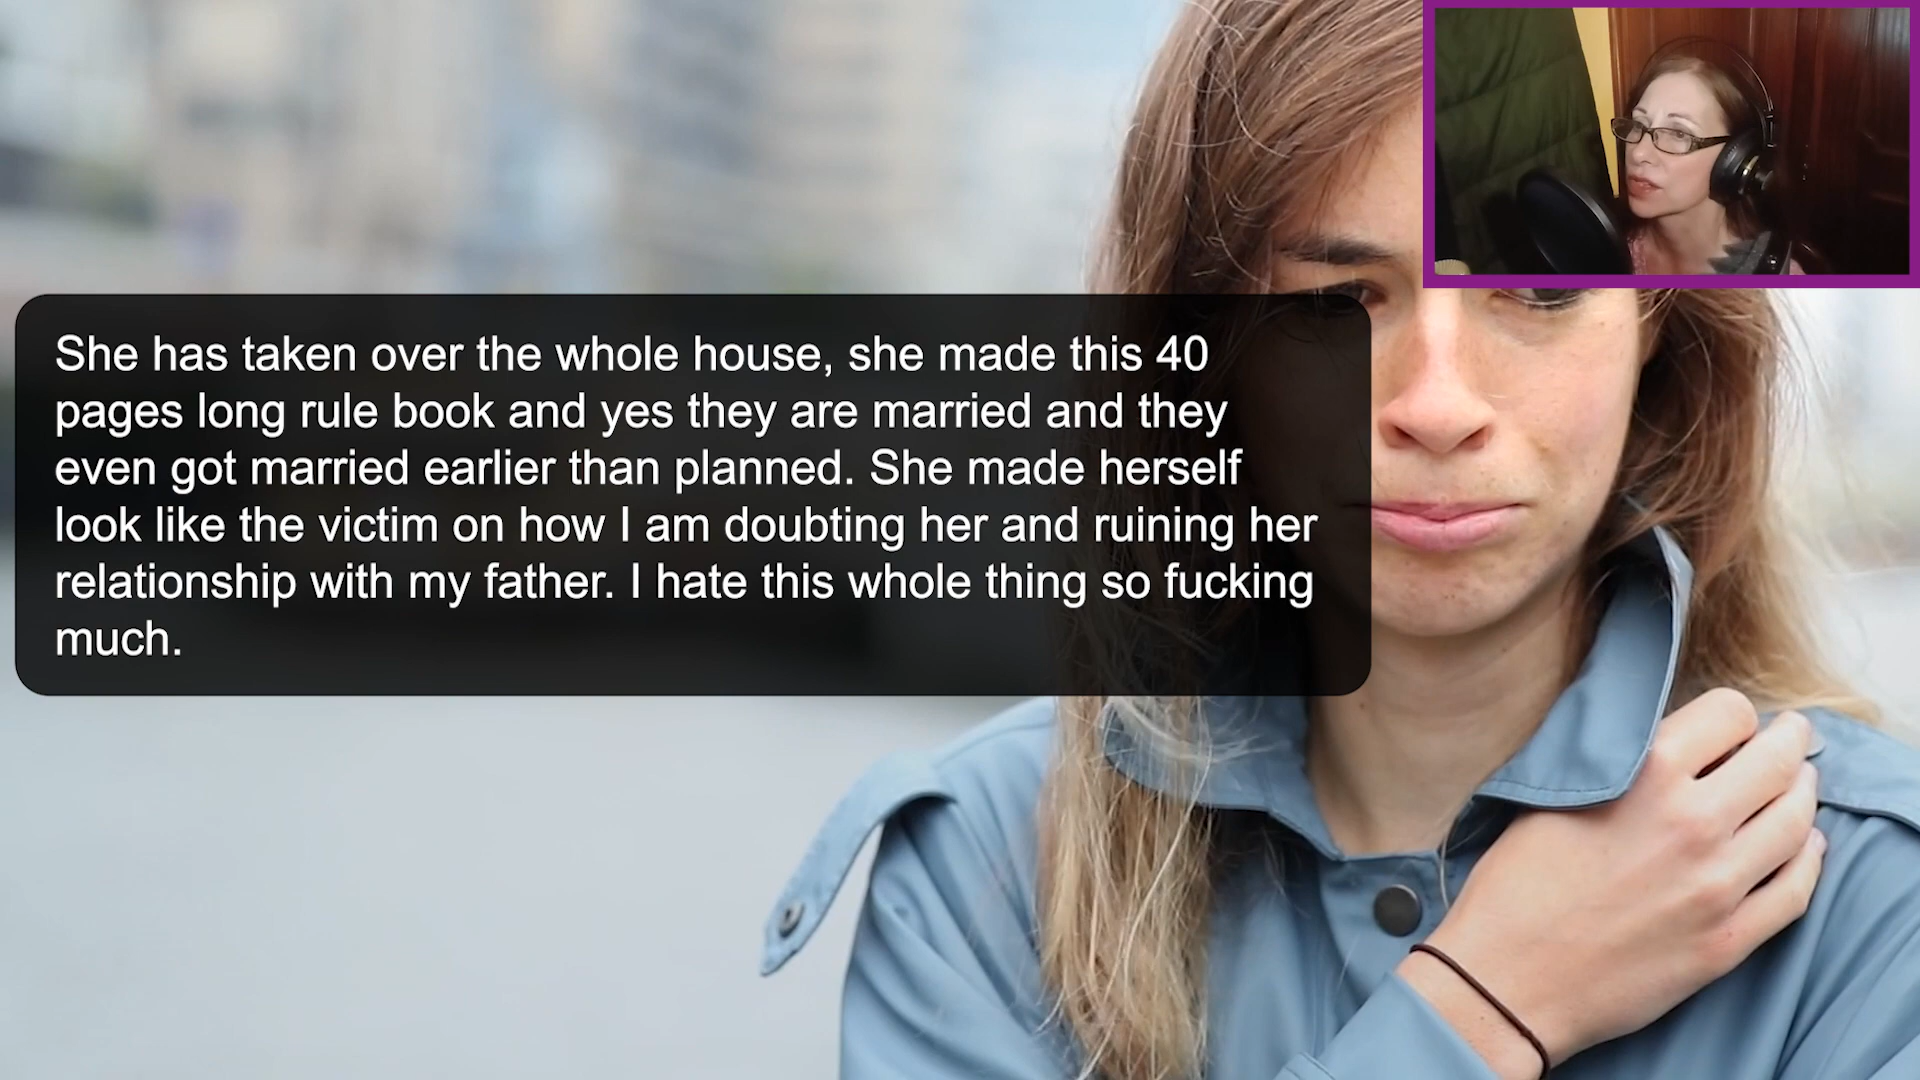 She has taken over the whole house, she made this 40
pages long rule book and yes they are married and they
even got married earlier than planned. She made herself
look like the victim on how I am doubting her and ruining her
relationship with my father. I hate this whole thing so fucking
much.